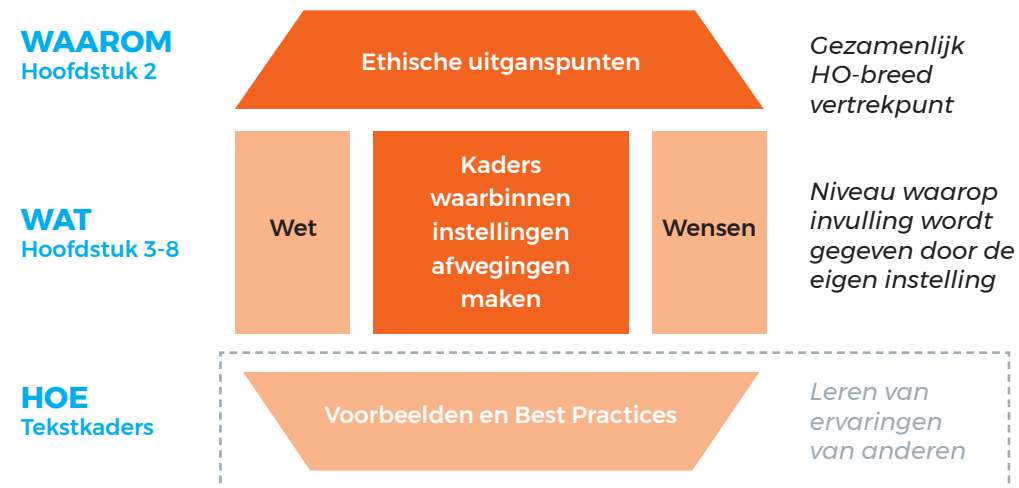 WAAROM
Hoofdstuk 2
Ethische uitganspunten
Gezamenlijk
HO-breed
vertrekpunt
WAT
Hoofdstuk 3-8
Wet
Kaders
waarbinnen
instellingen
afwegingen
maken
Wensen
Niveau waarop
invulling wordt
gegeven door de
eigen instelling
HOE
Tekstkaders
Voorbeelden en Best Practices
Leren van
ervaringen
van anderen